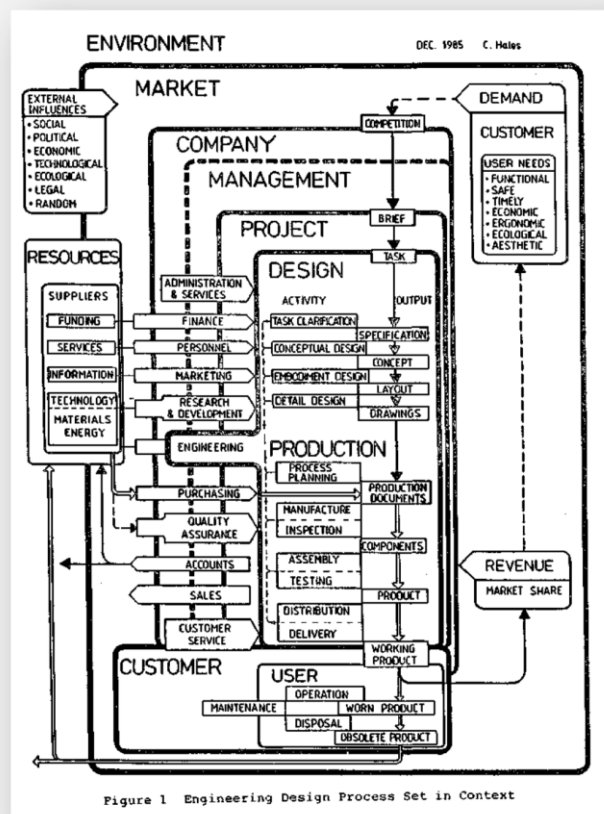 ENVIRONMENT
DEC. 1985 C. Hales
MARKET
EXTERNAL
INFLUENCES
• SOCIAL
• POLITICAL
• ECONOMIC
• TECHNOLOGICAL
• ECOLOGICAL
• LEGAL
• RANDOM
DEMAND
CUSTOMER
USER NEEDS
• FUNCTIONAL
• SAFE
• TIMELY
• ECONOMIC
• ERGONOMIC
• ECOLOGICAL
• AESTHETIC
COMPETITION
COMPANY
MANAGEMENT
BRIEF
PROJECT
TASK
DESIGN
RESOURCES
SUPPLIERS
FUNDING
SERVICES
INFORMATION
TECHNOLOGY
MATERIALS
ENERGY
ADMINISTRATION
& SERVICES
FINANCE
PERSONNEL
MARKETING
RESEARCH
& DEVELOPMENT
ENGINEERING
PURCHASING
QUALITY
ASSURANCE
ACCOUNTS
SALES
CUSTOMER
SERVICE
ACTIVITY OUTPUT
TASK CLARIFICATION
SPECIFICATION
CONCEPTUAL DESIGN
CONCEPT
EMBODIMENT DESIGN
LAYOUT
DETAIL DESIGN
DRAWINGS
PRODUCTION
PROCESS
PLANNING
PRODUCTION
DOCUMENTS
MANUFACTURE
INSPECTION
COMPONENTS
ASSEMBLY
TESTING
PRODUCT
DISTRIBUTION
DELIVERY
WORKING
PRODUCT
REVENUE
MARKET SHARE
CUSTOMER
USER
OPERATION
MAINTENANCE
WORN PRODUCT
DISPOSAL
OBSOLETE PRODUCT
Figure 1 Engineering Design Process Set in Context